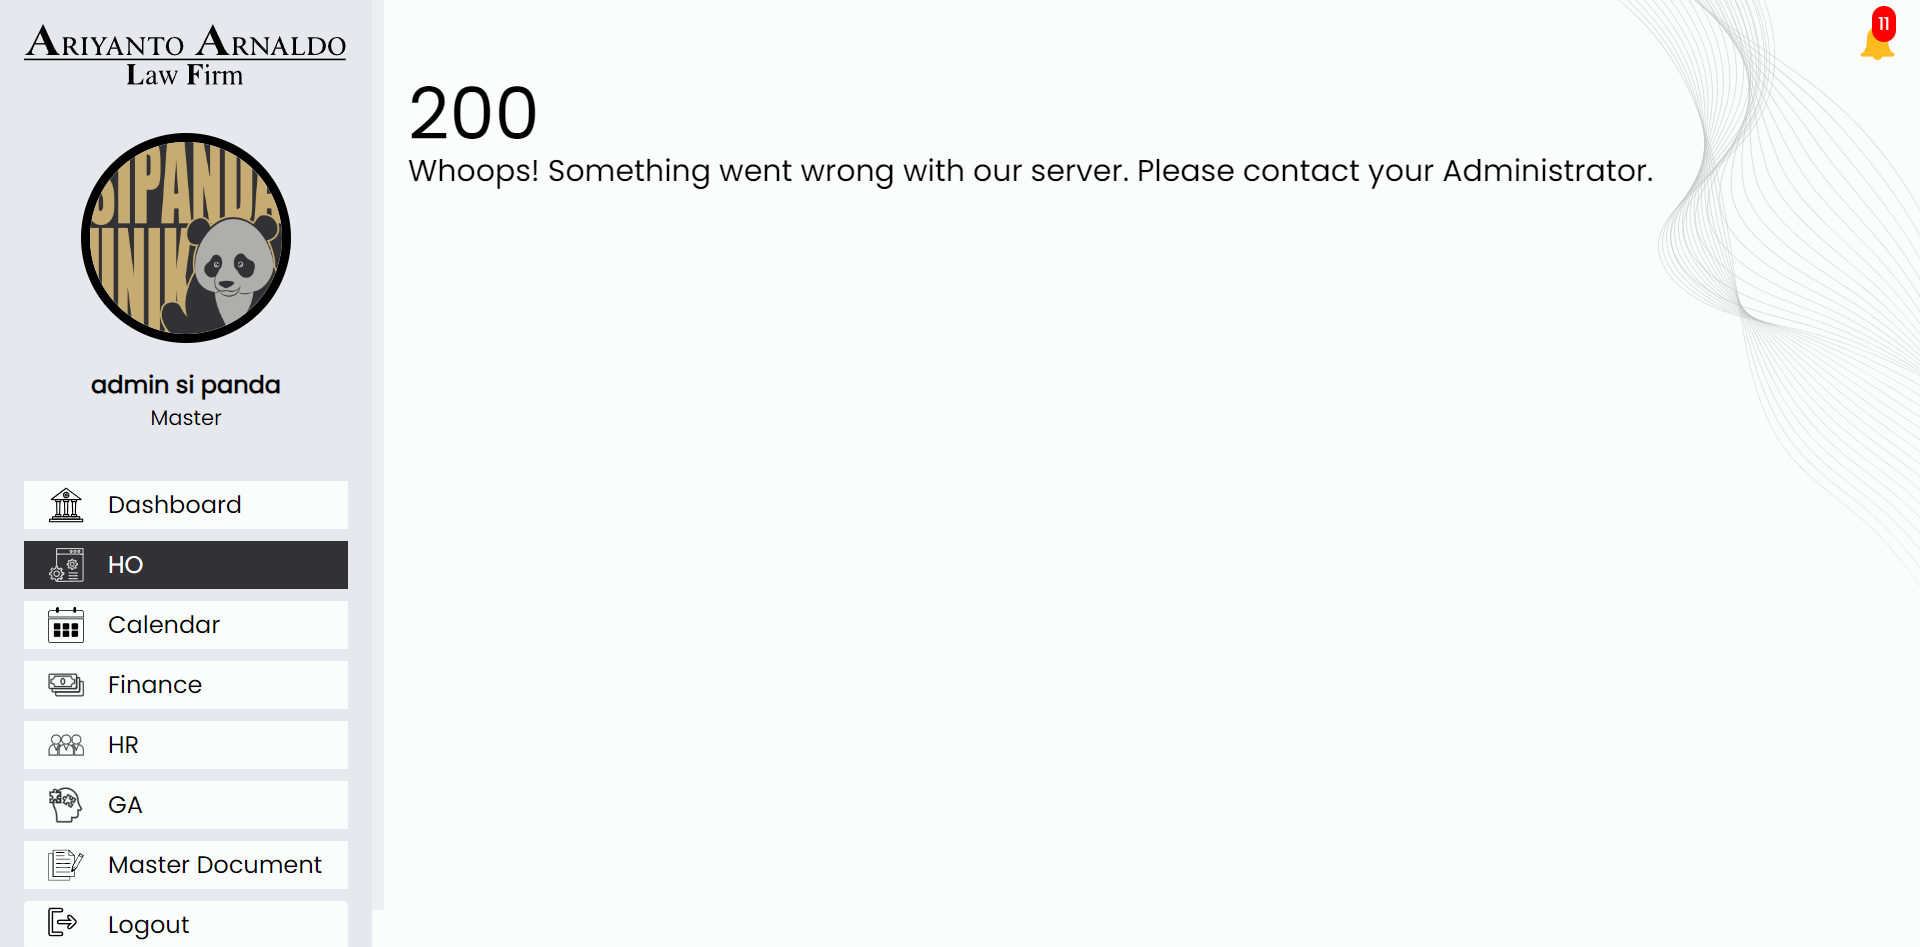 ARIYANTO ARNALDO
Law Firm
SIPANDA
UNIK
admin si panda
Master
Dashboard
HO
Calendar
Finance
HR
GA
Master Document
Logout
11
200
Whoops! Something went wrong with our server. Please contact your Administrator.